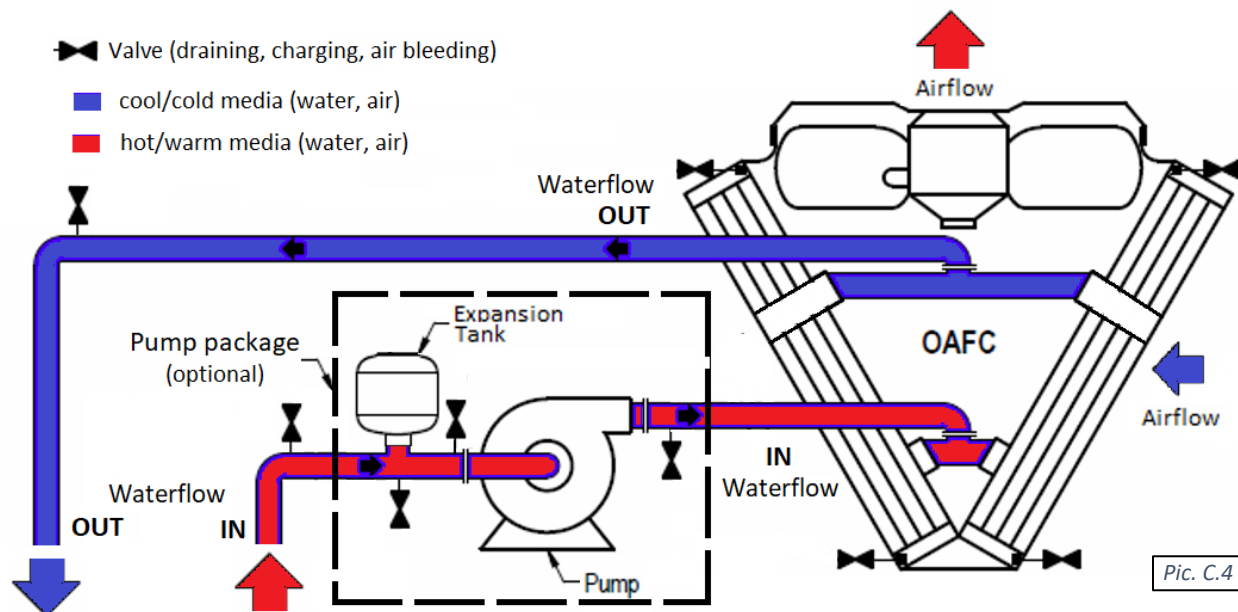 Valve (draining, charging, air bleeding)
cool/cold media (water, air)
hot/warm media (water, air)
Airflow
Waterflow
OUT
Expansion
Tank
Pump package
(optional)
OAFC
Airflow
IN
Waterflow
Waterflow
OUT
IN
Pump
Pic. C.4